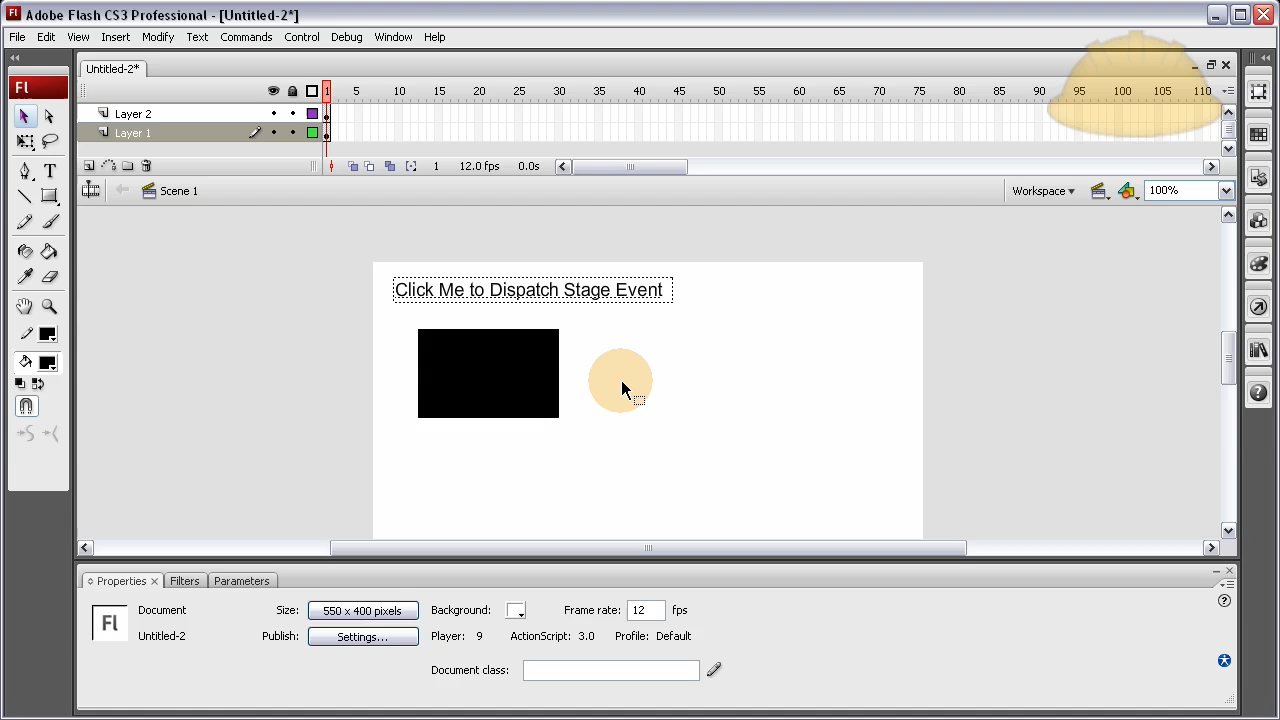 Adobe Flash CS3 Professional - [Untitled-2*]
File Edit View Insert Modify Text Commands Control Debug Window Help
Untitled-2*
Fl
1 5 10 15 20 25 30 35 40 45 50 55 60 65 70 75 80 85 90 95 100 105 110
Layer 2
Layer 1
1 12.0 fps 0.0s
Scene 1 Workspace 100%
Click Me to Dispatch Stage Event
Properties Filters Parameters
Fl
Document Size: 550 x 400 pixels Background: Frame rate: 12 fps
Untitled-2 Publish: Settings... Player: 9 ActionScript: 3.0 Profile: Default
Document class: